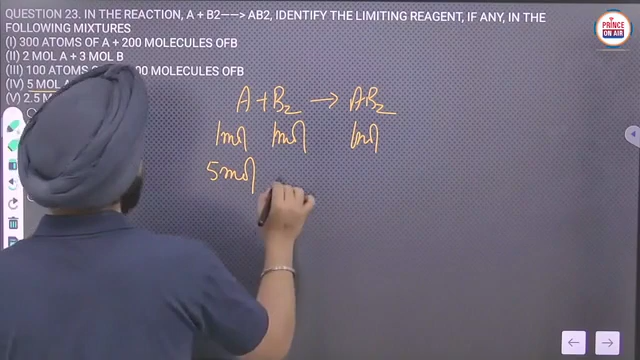 QUESTION 23. IN THE REACTION, A + B2----> AB2, IDENTIFY THE LIMITING REAGENT, IF ANY, IN THE
FOLLOWING MIXTURES
(I) 300 ATOMS OF A + 200 MOLECULES OFB
(II) 2 MOL A + 3 MOL B
(III) 100 ATOMS 00 MOLECULES OFB
(IV) 5 MOL
(V) 2.5
A + B2 → AB2
1mol 1mol 1mol
5mol
PRINCE
ON AIR